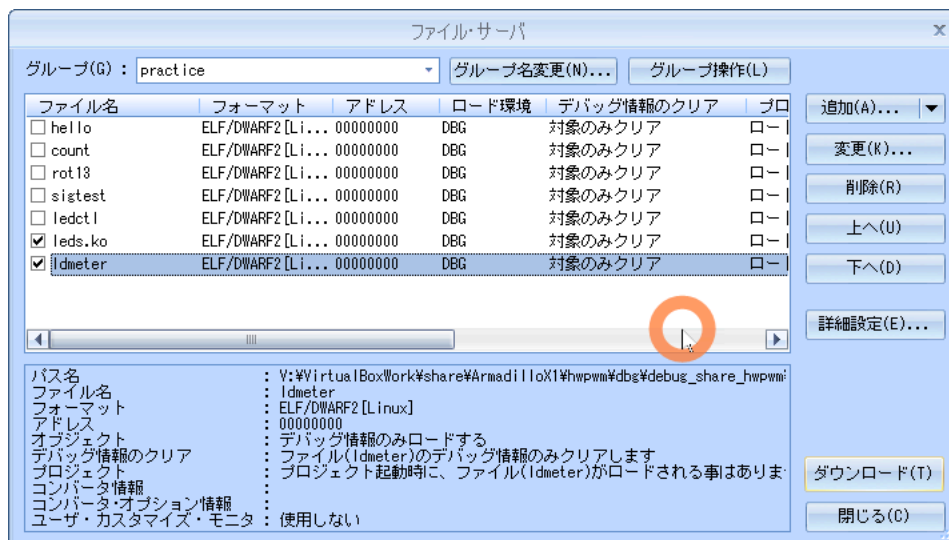 ファイル・サーバ x
グループ(G) : practice グループ名変更(N)... グループ操作(L)
ファイル名 フォーマット アドレス ロード環境 デバッグ情報のクリア プロ
hello ELF/DWARF2[Li... 00000000 DBG 対象のみクリア ロード
count ELF/DWARF2[Li... 00000000 DBG 対象のみクリア ロード
rot13 ELF/DWARF2[Li... 00000000 DBG 対象のみクリア ロード
sigtest ELF/DWARF2[Li... 00000000 DBG 対象のみクリア ロード
ledctl ELF/DWARF2[Li... 00000000 DBG 対象のみクリア ロード
leds.ko ELF/DWARF2[Li... 00000000 DBG 対象のみクリア ロード
ldmeter ELF/DWARF2[Li... 00000000 DBG 対象のみクリア ロード
追加(A)...
変更(K)...
削除(R)
上へ(U)
下へ(D)
詳細設定(E)...
パス名 : V:¥VirtualBoxWork¥share¥ArmadilloX1¥hwpwm¥dbg¥debug_share_hwpwm
ファイル名 : ldmeter
フォーマット : ELF/DWARF2[Linux]
アドレス : 00000000
オブジェクト : デバッグ情報のみロードする
デバッグ情報のクリア : ファイル(ldmeter)のデバッグ情報のみクリアします
プロジェクト : プロジェクト起動時に、ファイル(ldmeter)がロードされる事はありま
コンバータ情報 :
コンバータ・オプション情報 :
ユーザ・カスタマイズ・モニタ : 使用しない
ダウンロード(T)
閉じる(C)